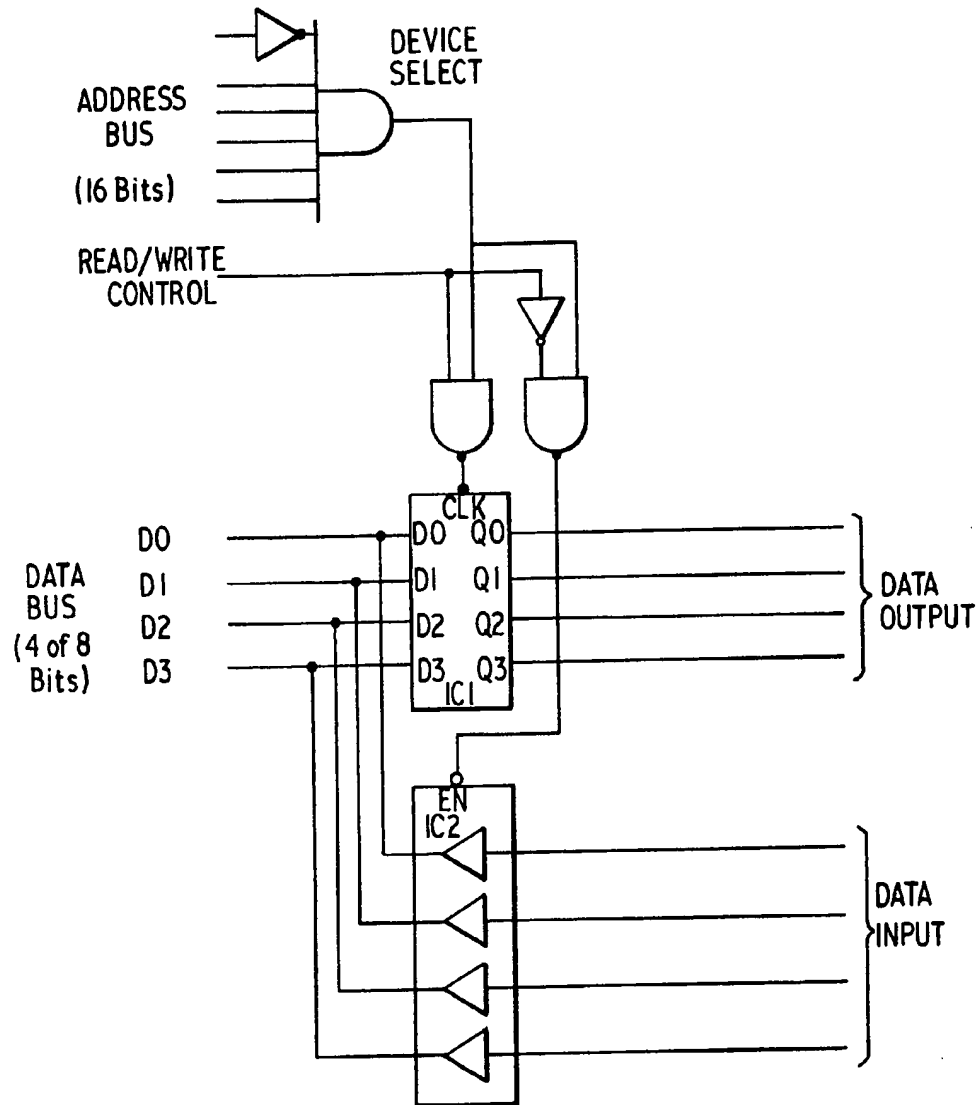 DEVICE
SELECT
ADDRESS
BUS
(16 Bits)
READ/WRITE
CONTROL
CLK
D0
D1
D2
D3
DATA
BUS
(4 of 8
Bits)
D0
D1
D2
D3
Q0
Q1
Q2
Q3
IC1
DATA
OUTPUT
EN
IC2
DATA
INPUT